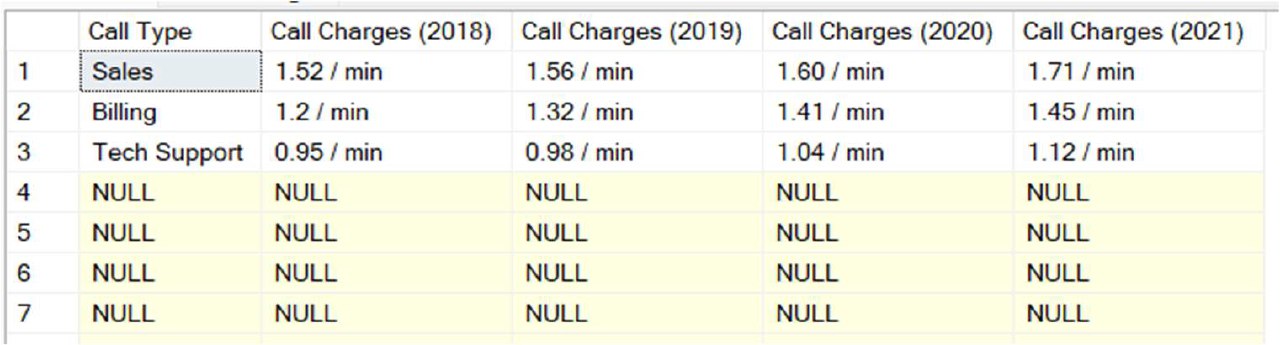 Call Type Call Charges (2018) Call Charges (2019) Call Charges (2020) Call Charges (2021)
1 Sales 1.52 / min 1.56 / min 1.60 / min 1.71 / min
2 Billing 1.2 / min 1.32 / min 1.41 / min 1.45 / min
3 Tech Support 0.95 / min 0.98 / min 1.04 / min 1.12 / min
4 NULL NULL NULL NULL NULL
5 NULL NULL NULL NULL NULL
6 NULL NULL NULL NULL NULL
7 NULL NULL NULL NULL NULL